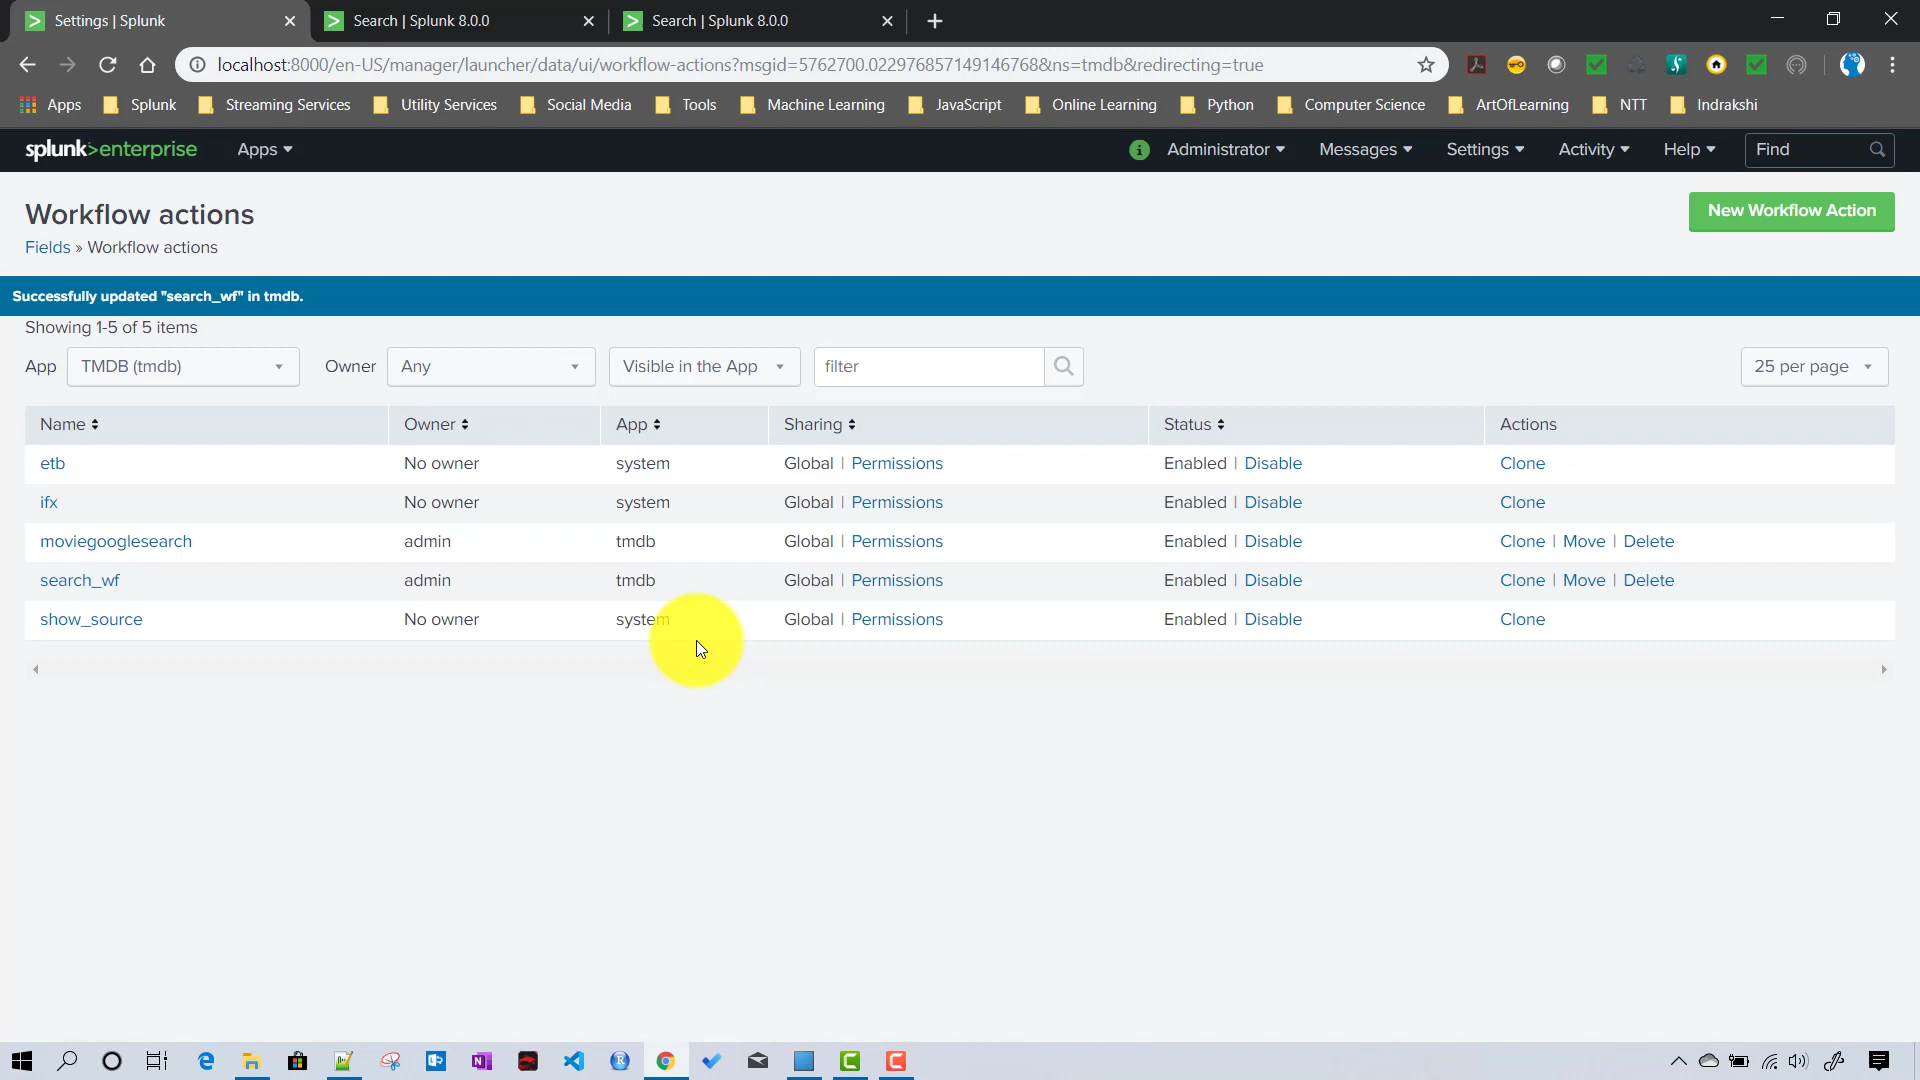 Settings | Splunk
Search | Splunk 8.0.0
Search | Splunk 8.0.0
localhost:8000/en-US/manager/launcher/data/ui/workflow-actions?msgid=5762700.022976857149146768&ns=tmdb&redirecting=true
Apps Splunk Streaming Services Utility Services Social Media Tools Machine Learning JavaScript Online Learning Python Computer Science ArtOfLearning NTT Indrakshi
splunk>enterprise Apps Administrator Messages Settings Activity Help Find
Workflow actions
New Workflow Action
Fields » Workflow actions
Successfully updated "search_wf" in tmdb.
Showing 1-5 of 5 items
App TMDB (tmdb) Owner Any Visible in the App filter 25 per page
Name Owner App Sharing Status Actions
etb No owner system Global | Permissions Enabled | Disable Clone
ifx No owner system Global | Permissions Enabled | Disable Clone
moviegooglesearch admin tmdb Global | Permissions Enabled | Disable Clone | Move | Delete
search_wf admin tmdb Global | Permissions Enabled | Disable Clone | Move | Delete
show_source No owner system Global | Permissions Enabled | Disable Clone